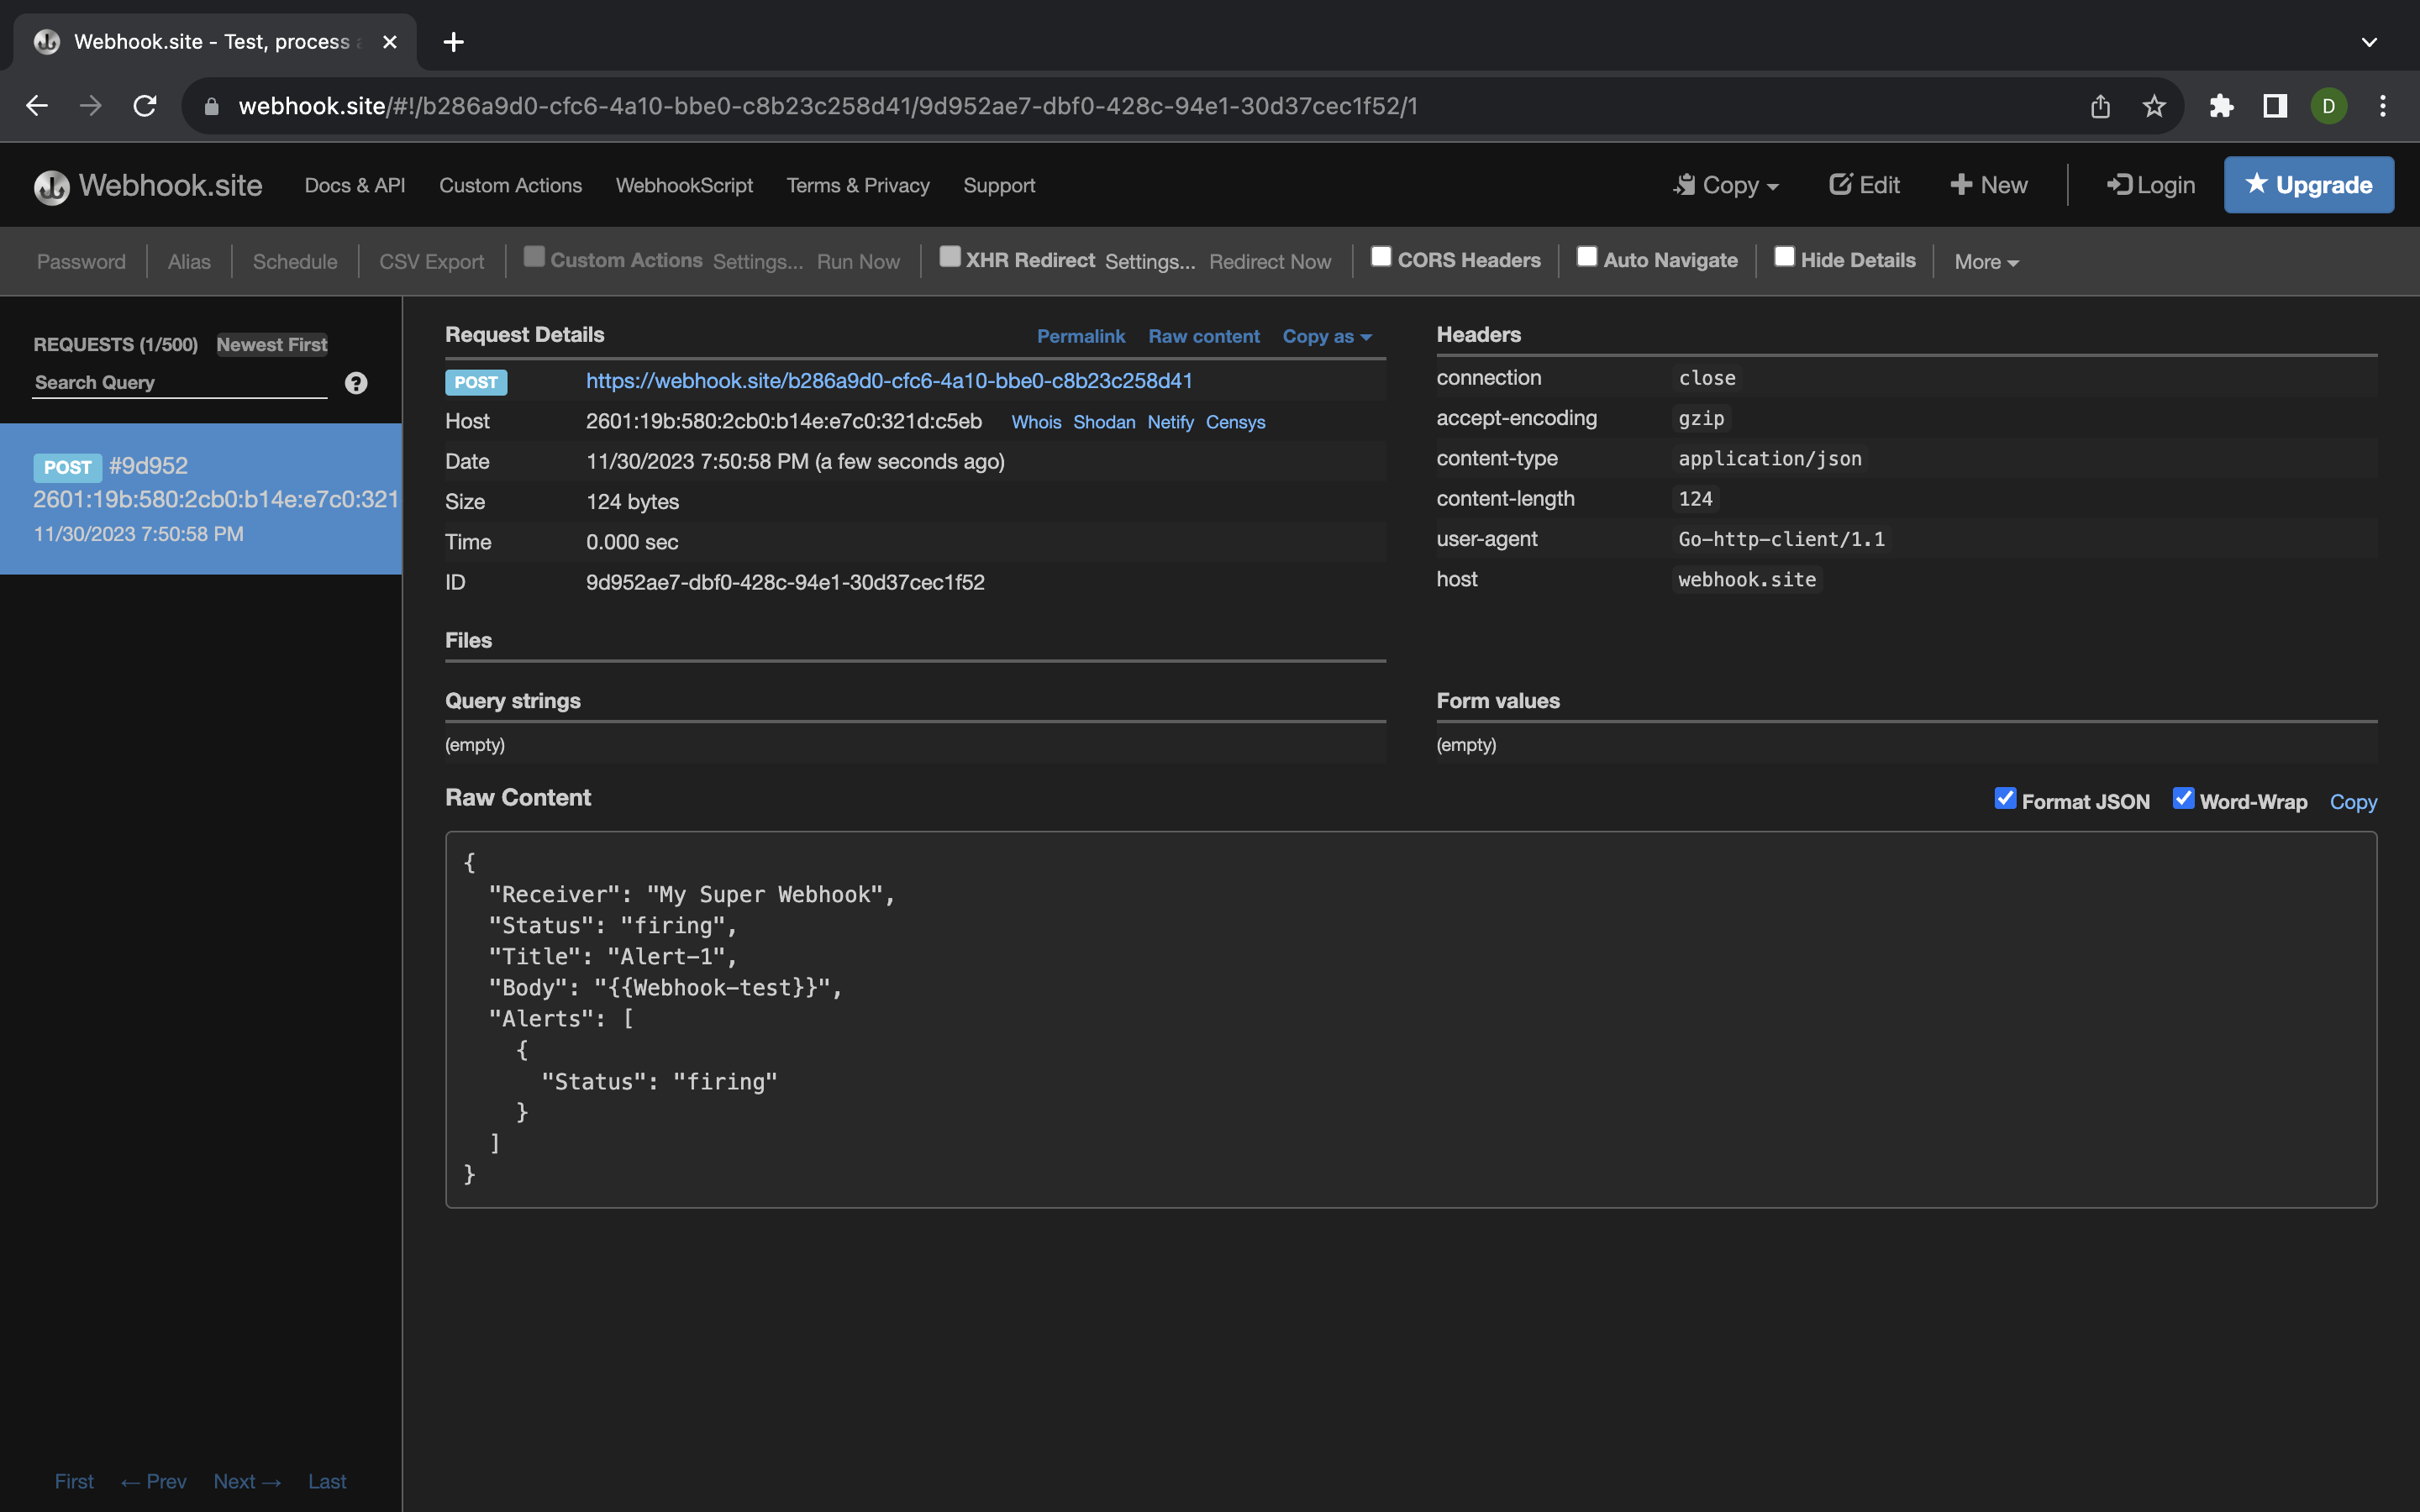 Webhook.site - Test, process
webhook.site/#!/b286a9d0-cfc6-4a10-bbe0-c8b23c258d41/9d952ae7-dbf0-428c-94e1-30d37cec1f52/1
D
Webhook.site Docs & API Custom Actions WebhookScript Terms & Privacy Support Copy Edit New Login Upgrade
Password Alias Schedule CSV Export Custom Actions Settings... Run Now XHR Redirect Settings... Redirect Now CORS Headers Auto Navigate Hide Details More
REQUESTS (1/500) Newest First
Search Query
?
POST #9d952
2601:19b:580:2cb0:b14e:e7c0:321
11/30/2023 7:50:58 PM
Request Details Permalink Raw content Copy as
POST https://webhook.site/b286a9d0-cfc6-4a10-bbe0-c8b23c258d41
Host 2601:19b:580:2cb0:b14e:e7c0:321d:c5eb Whois Shodan Netify Censys
Date 11/30/2023 7:50:58 PM (a few seconds ago)
Size 124 bytes
Time 0.000 sec
ID 9d952ae7-dbf0-428c-94e1-30d37cec1f52
Headers
connection close
accept-encoding gzip
content-type application/json
content-length 124
user-agent Go-http-client/1.1
host webhook.site
Files
Query strings
(empty)
Form values
(empty)
Raw Content Format JSON Word-Wrap Copy
{
"Receiver": "My Super Webhook",
"Status": "firing",
"Title": "Alert-1",
"Body": "{{Webhook-test}}",
"Alerts": [
{
"Status": "firing"
}
]
}
First ← Prev Next → Last